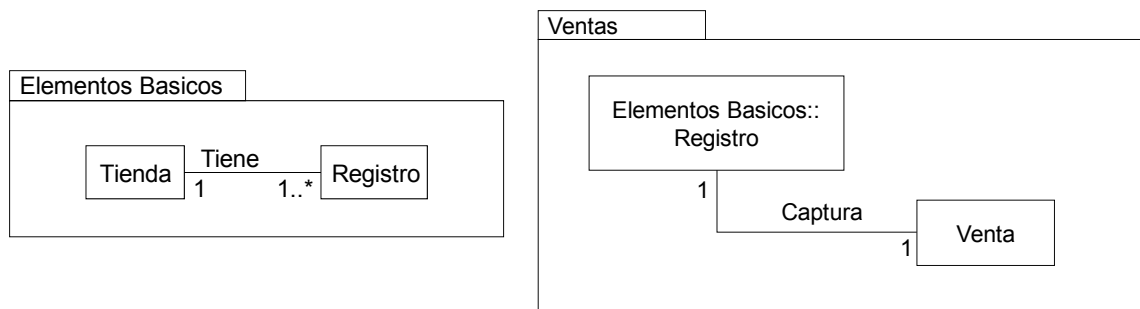 Elementos Basicos
Tienda
Tiene
1
1..*
Registro
Ventas
Elementos Basicos::
Registro
1
Captura
1
Venta